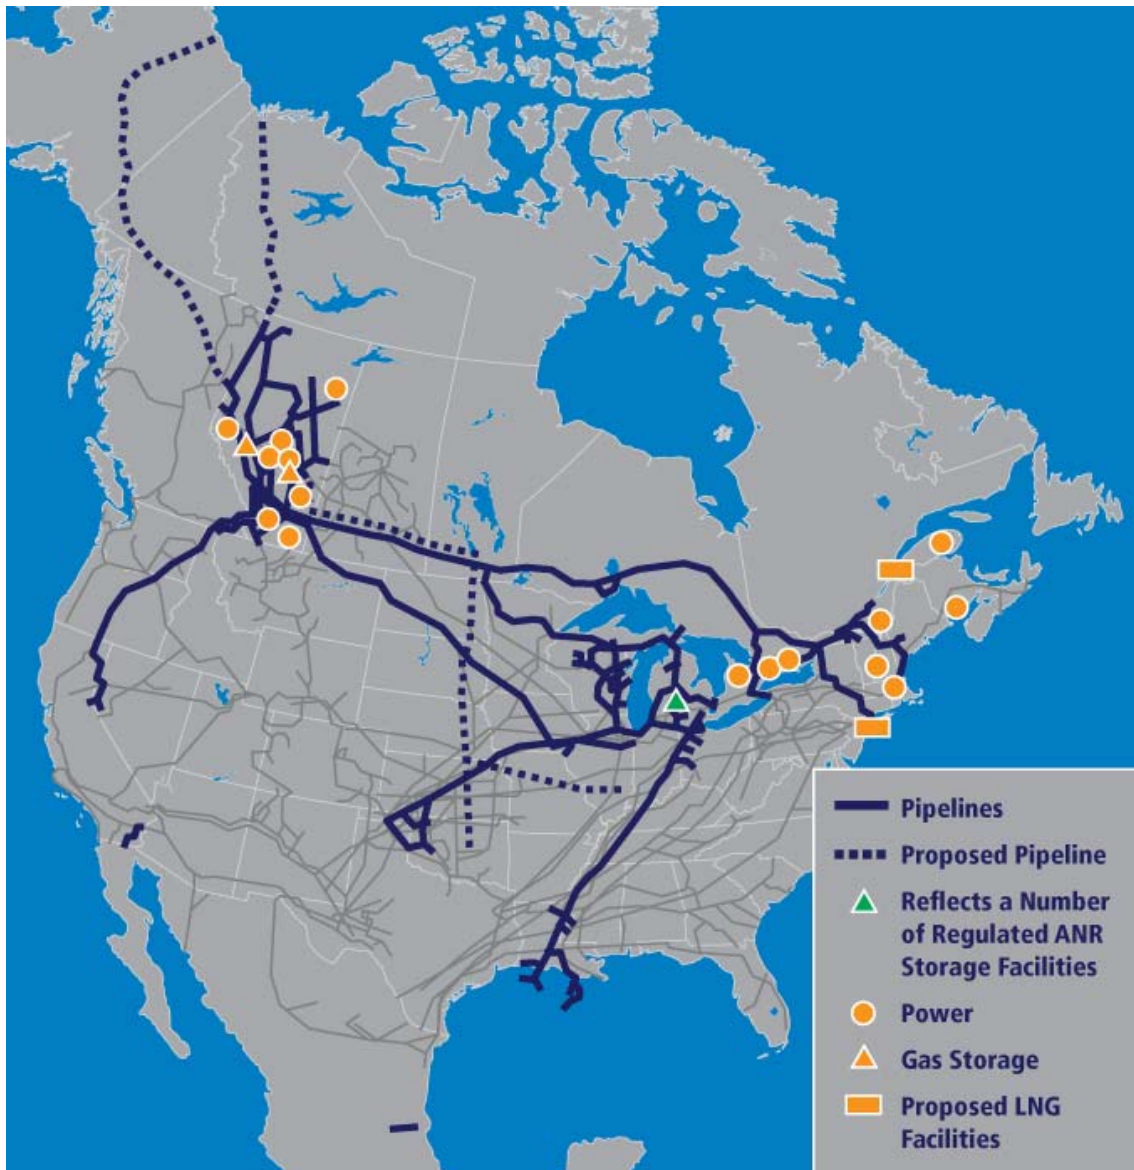 Pipelines
Proposed Pipeline
Reflects a Number
of Regulated ANR
Storage Facilities
Power
Gas Storage
Proposed LNG
Facilities